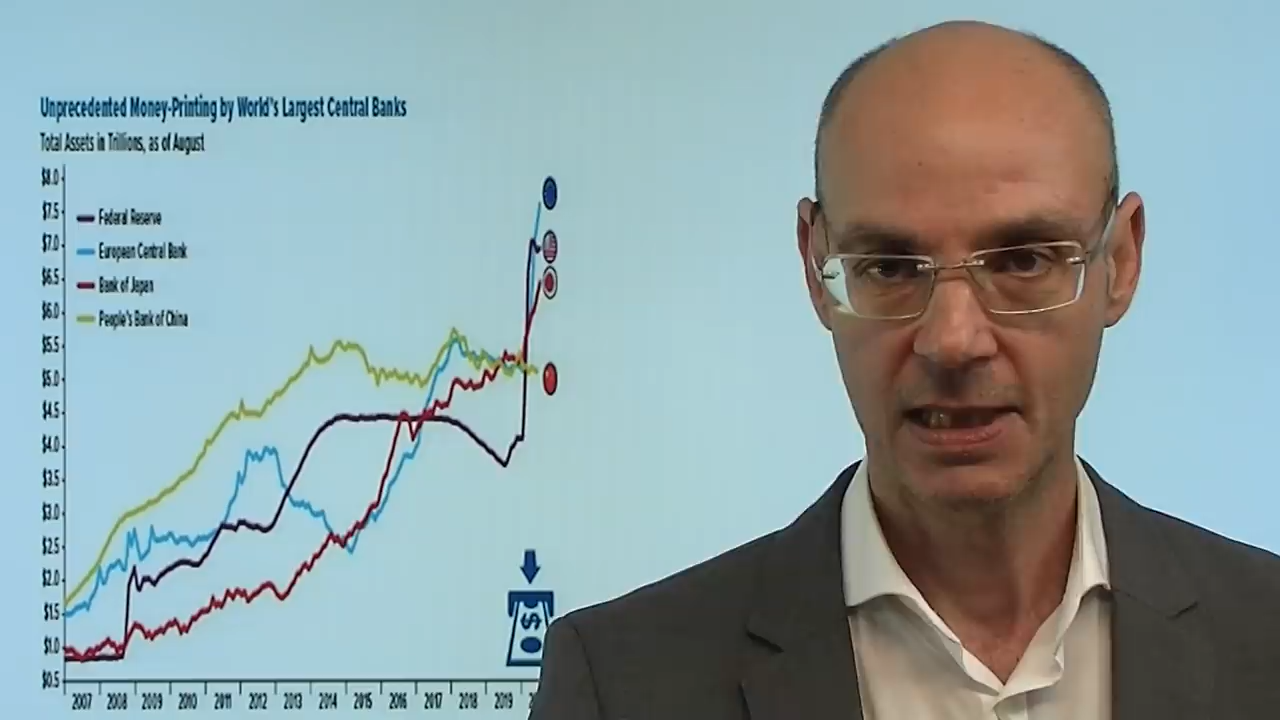 Unprecedented Money-Printing by World's Largest Central Banks
Total Assets in Trillions, as of August
$8.0
$7.5
$7.0
$6.5
$6.0
$5.5
$5.0
$4.5
$4.0
$3.5
$3.0
$2.5
$2.0
$1.5
$1.0
$0.5
Federal Reserve
European Central Bank
Bank of Japan
People's Bank of China
$
2007 2008 2009 2010 2011 2012 2013 2014 2015 2016 2017 2018 2019